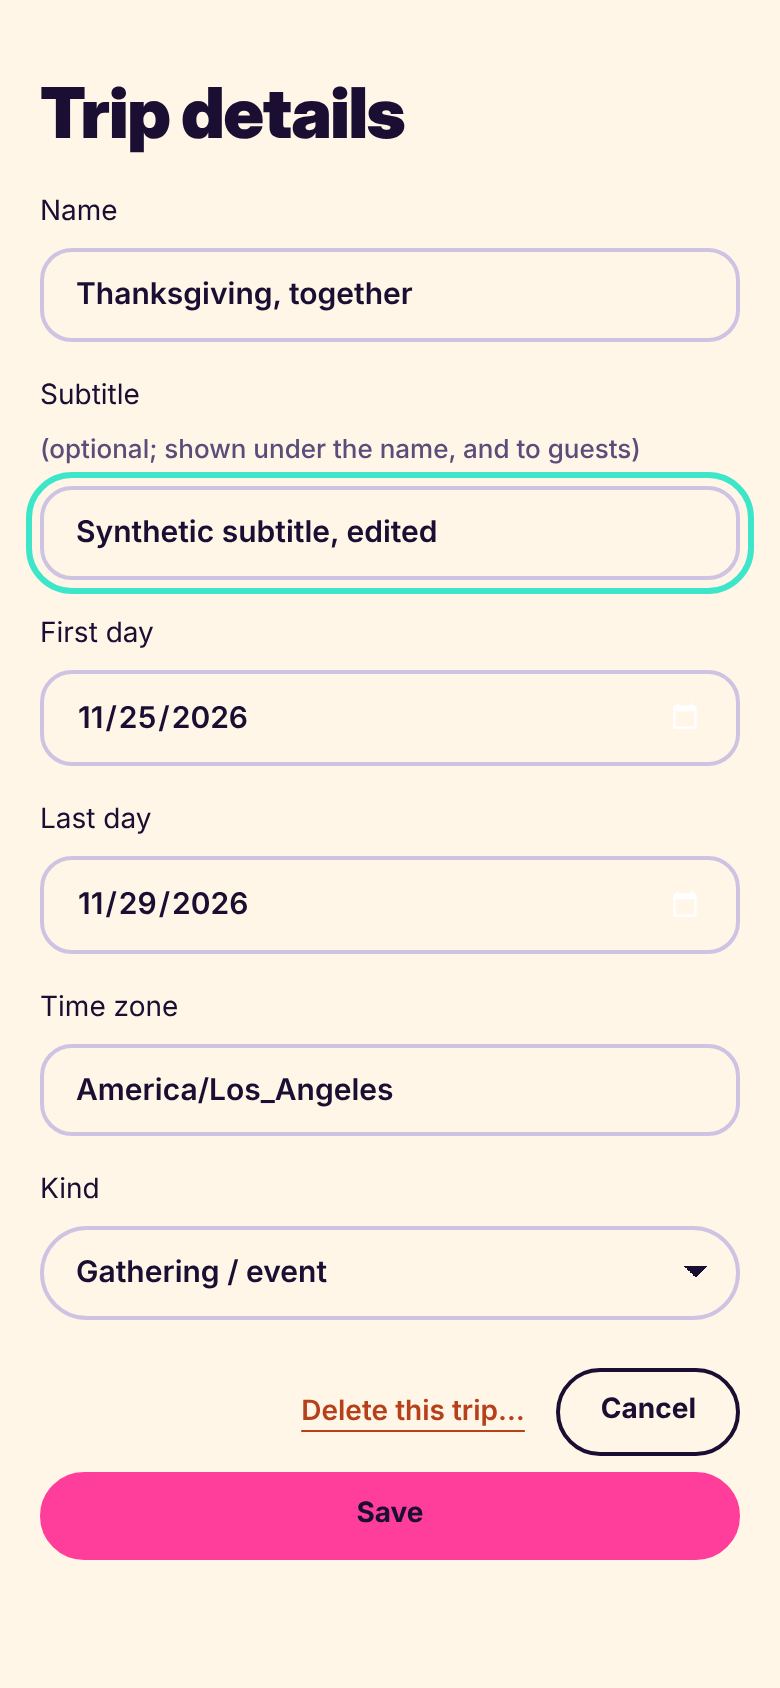 Trip details
Name
Thanksgiving, together
Subtitle
(optional; shown under the name, and to guests)
Synthetic subtitle, edited
First day
11/25/2026
Last day
11/29/2026
Time zone
America/Los_Angeles
Kind
Gathering / event
Delete this trip... Cancel
Save